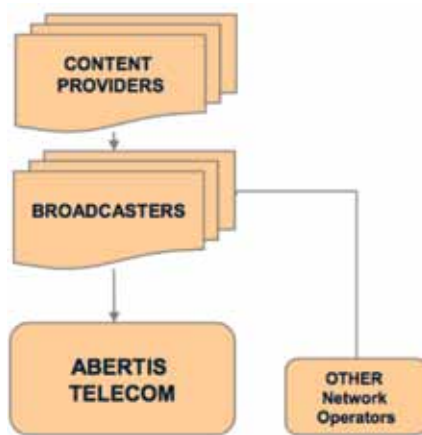 CONTENT
PROVIDERS
BROADCASTERS
ABERTIS
TELECOM
OTHER
Network
Operators